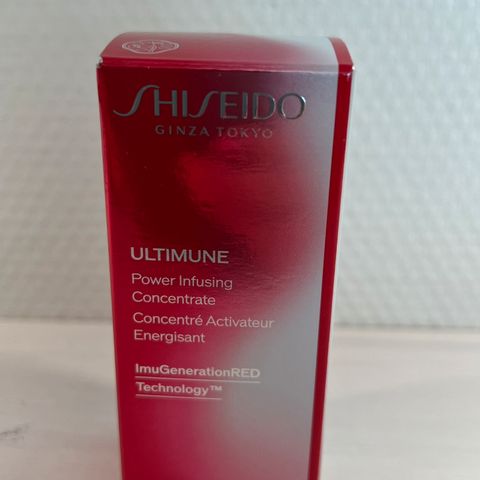 SHISEIDO
GINZA TOKYO
ULTIMUNE
Power Infusing
Concentrate
Concentré Activateur
Energisant
ImuGenerationRED
Technology™